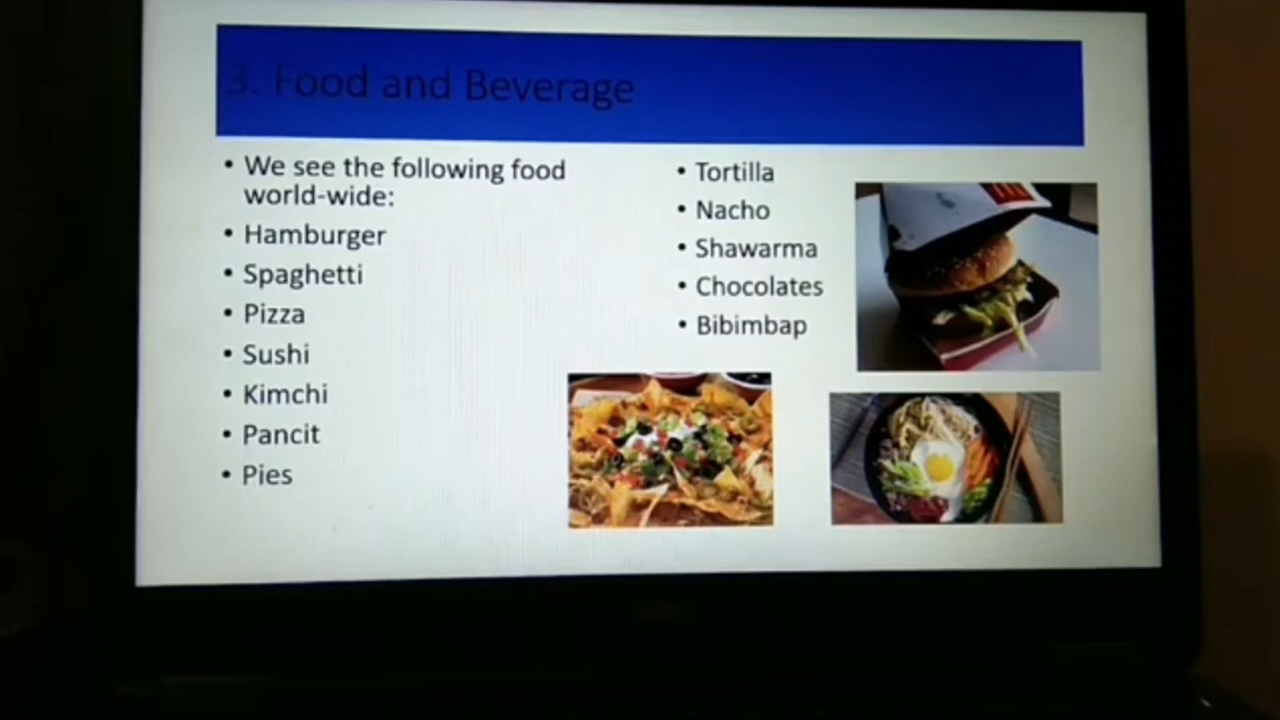 3. Food and Beverage
• We see the following food
world-wide:
• Hamburger
• Spaghetti
• Pizza
• Sushi
• Kimchi
• Pancit
• Pies
• Tortilla
• Nacho
• Shawarma
• Chocolates
• Bibimbap